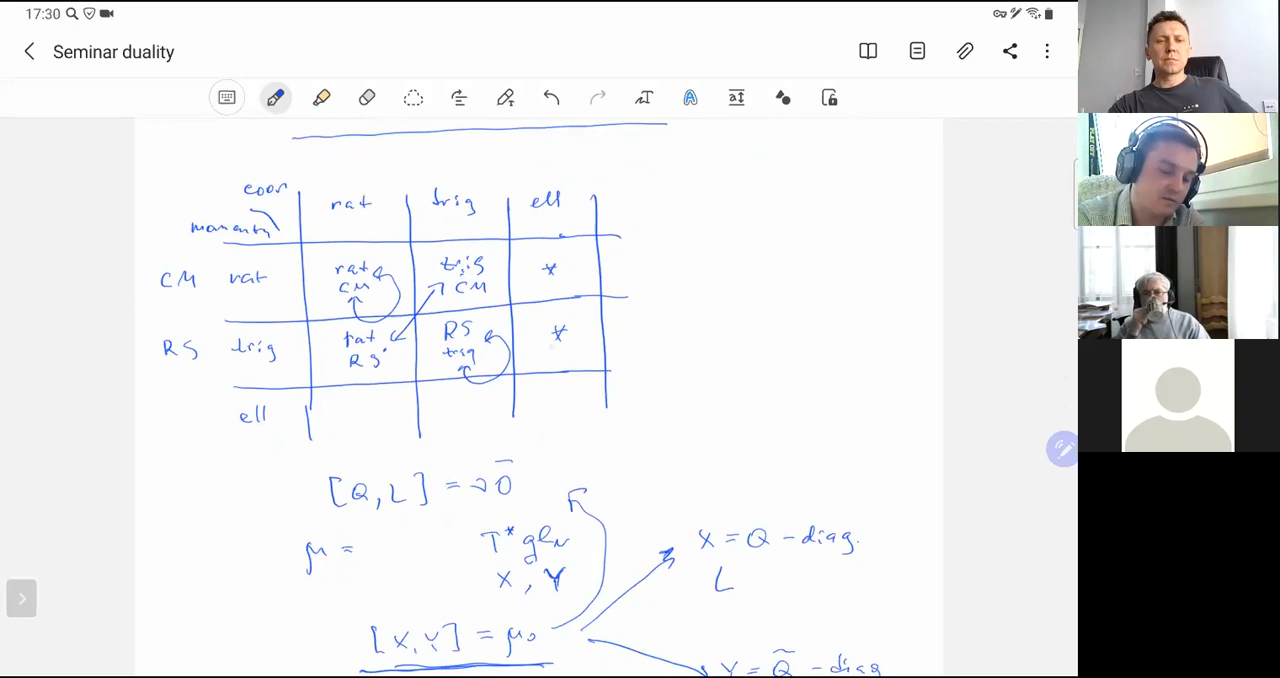 17:30
Seminar duality
coor
rat trig ell
momenta
CM rat rat CM trig CM *
RS trig rat RS RS trig *
ell
[Q, L] = ν Ō
μ = T* gl_N
X, Y
X = Q - diag.
L
[X, Y] = μ₀
Y = Q̃ - diag